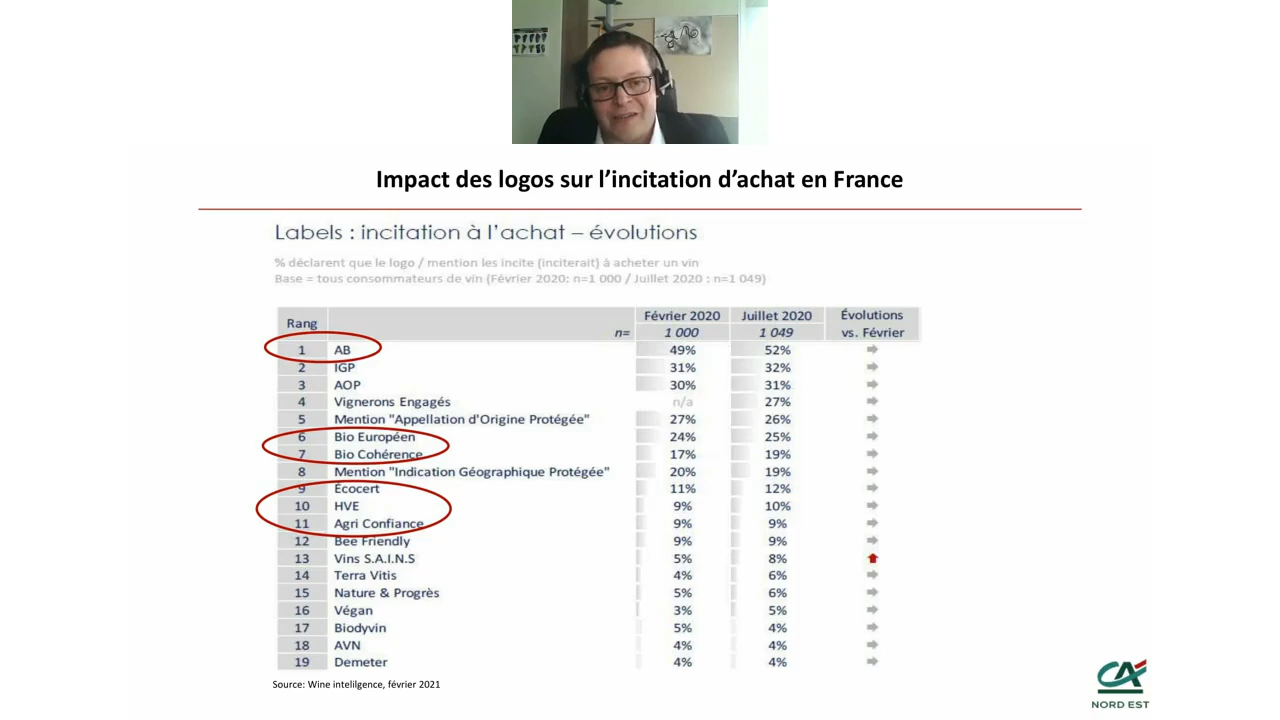 Impact des logos sur l’incitation d’achat en France
Labels : incitation à l’achat – évolutions
% déclarent que le logo / mention les incite (inciterait) à acheter un vin
Base = tous consommateurs de vin (Février 2020: n=1 000 / Juillet 2020 : n=1 049)
Rang n= Février 2020 1 000 Juillet 2020 1 049 Évolutions vs. Février
1 AB 49% 52%
2 IGP 31% 32%
3 AOP 30% 31%
4 Vignerons Engagés n/a 27%
5 Mention "Appellation d'Origine Protégée" 27% 26%
6 Bio Européen 24% 25%
7 Bio Cohérence 17% 19%
8 Mention "Indication Géographique Protégée" 20% 19%
9 Écocert 11% 12%
10 HVE 9% 10%
11 Agri Confiance 9% 9%
12 Bee Friendly 9% 9%
13 Vins S.A.I.N.S 5% 8%
14 Terra Vitis 4% 6%
15 Nature & Progrès 5% 6%
16 Végan 3% 5%
17 Biodyvin 5% 4%
18 AVN 4% 4%
19 Demeter 4% 4%
Source: Wine intelilgence, février 2021
CA
NORD EST